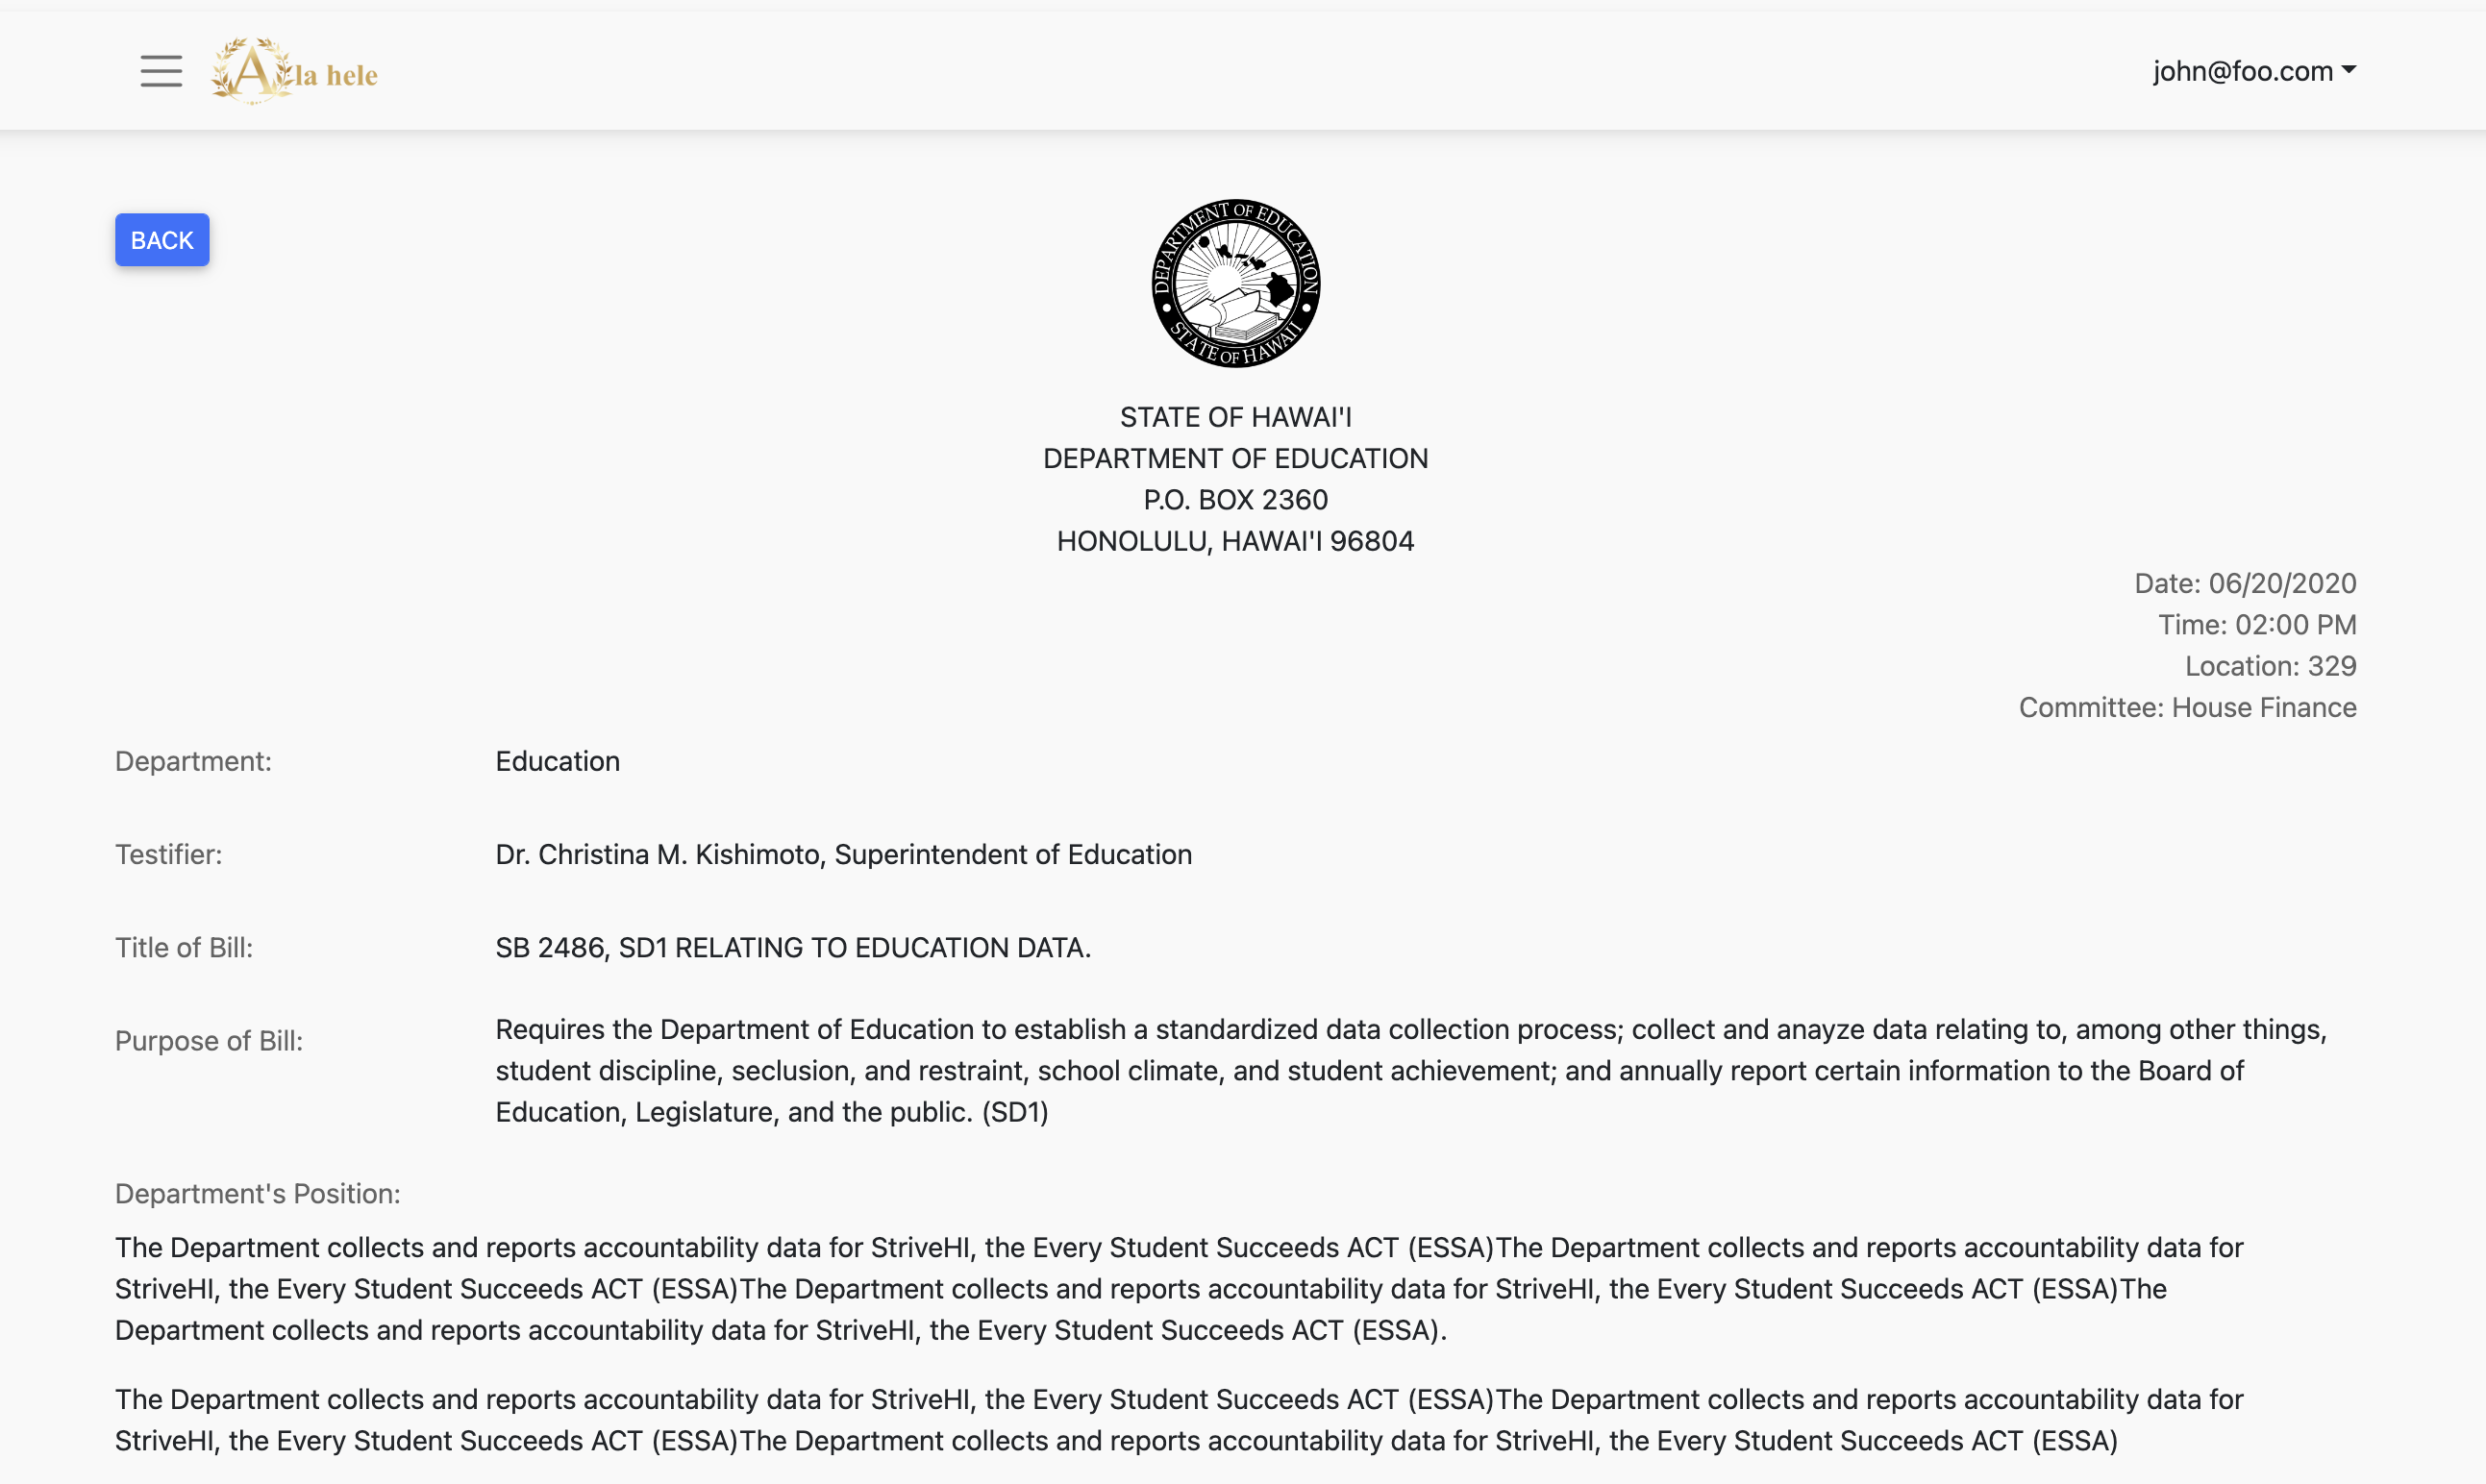 A la hele
john@foo.com
BACK
DEPARTMENT OF EDUCATION
STATE OF HAWAI'I
STATE OF HAWAI'I
DEPARTMENT OF EDUCATION
P.O. BOX 2360
HONOLULU, HAWAI'I 96804
Date: 06/20/2020
Time: 02:00 PM
Location: 329
Committee: House Finance
Department: Education
Testifier: Dr. Christina M. Kishimoto, Superintendent of Education
Title of Bill: SB 2486, SD1 RELATING TO EDUCATION DATA.
Purpose of Bill: Requires the Department of Education to establish a standardized data collection process; collect and anayze data relating to, among other things,
student discipline, seclusion, and restraint, school climate, and student achievement; and annually report certain information to the Board of
Education, Legislature, and the public. (SD1)
Department's Position:
The Department collects and reports accountability data for StriveHI, the Every Student Succeeds ACT (ESSA)The Department collects and reports accountability data for
StriveHI, the Every Student Succeeds ACT (ESSA)The Department collects and reports accountability data for StriveHI, the Every Student Succeeds ACT (ESSA)The
Department collects and reports accountability data for StriveHI, the Every Student Succeeds ACT (ESSA).
The Department collects and reports accountability data for StriveHI, the Every Student Succeeds ACT (ESSA)The Department collects and reports accountability data for
StriveHI, the Every Student Succeeds ACT (ESSA)The Department collects and reports accountability data for StriveHI, the Every Student Succeeds ACT (ESSA)